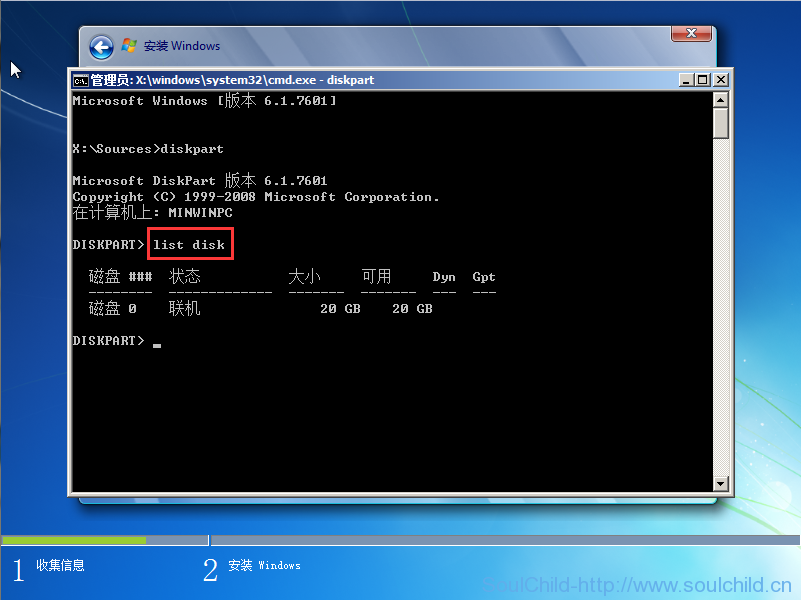 安装 Windows
管理员: X:\windows\system32\cmd.exe - diskpart
Microsoft Windows [版本 6.1.7601]
X:\Sources>diskpart
Microsoft DiskPart 版本 6.1.7601
Copyright (C) 1999-2008 Microsoft Corporation.
在计算机上: MINWINPC
DISKPART> list disk
磁盘 ### 状态 大小 可用 Dyn Gpt
-------- ------------- ------- ------- --- ---
磁盘 0 联机 20 GB 20 GB
DISKPART>
1 收集信息 2 安装 Windows
SoulChild-http://www.soulchild.cn